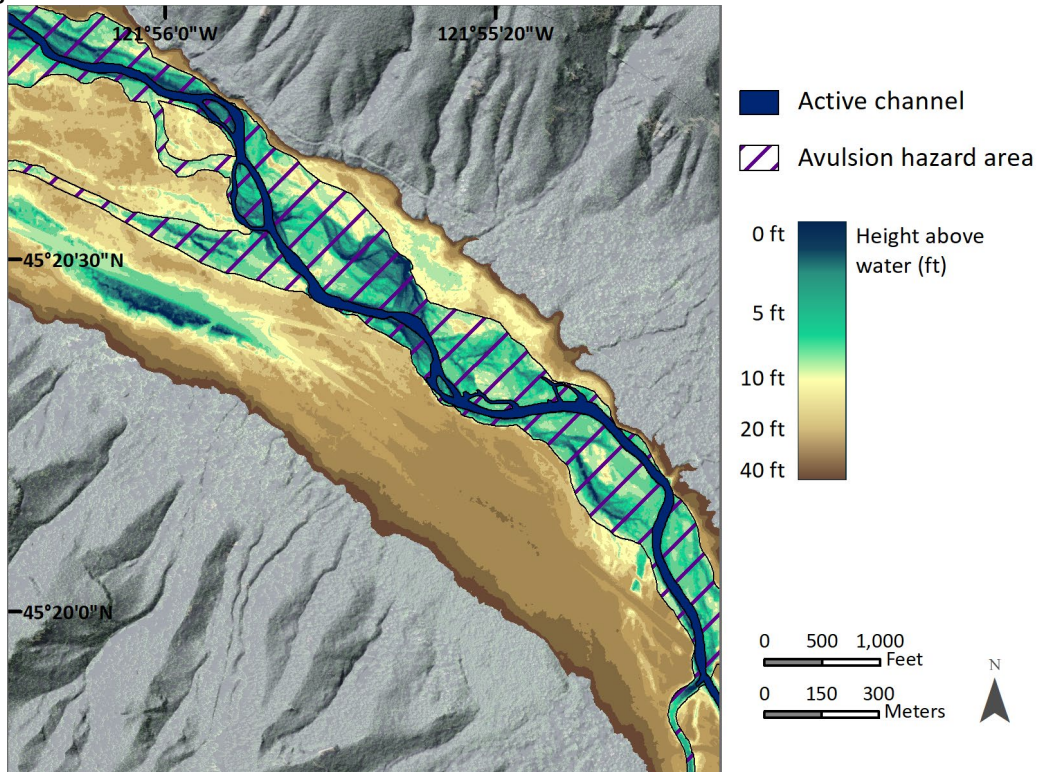 121°56'0"W
121°55'20"W
45°20'30"N
45°20'0"N
Active channel
Avulsion hazard area
0 ft
5 ft
10 ft
20 ft
40 ft
Height above
water (ft)
0 500 1,000
Feet
0 150 300
Meters
N